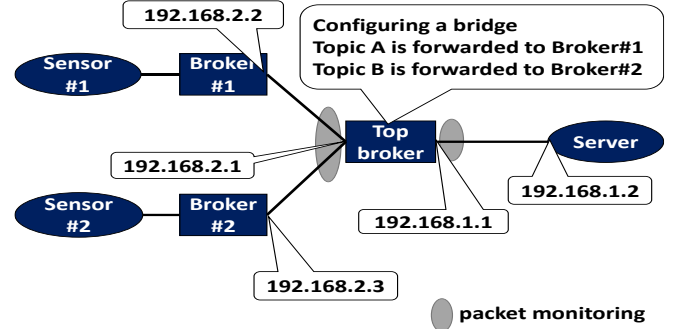 192.168.2.2
Configuring a bridge
Topic A is forwarded to Broker#1
Topic B is forwarded to Broker#2
Sensor
#1
Broker
#1
Top
broker
Server
192.168.2.1
192.168.1.2
192.168.1.1
Sensor
#2
Broker
#2
192.168.2.3
packet monitoring